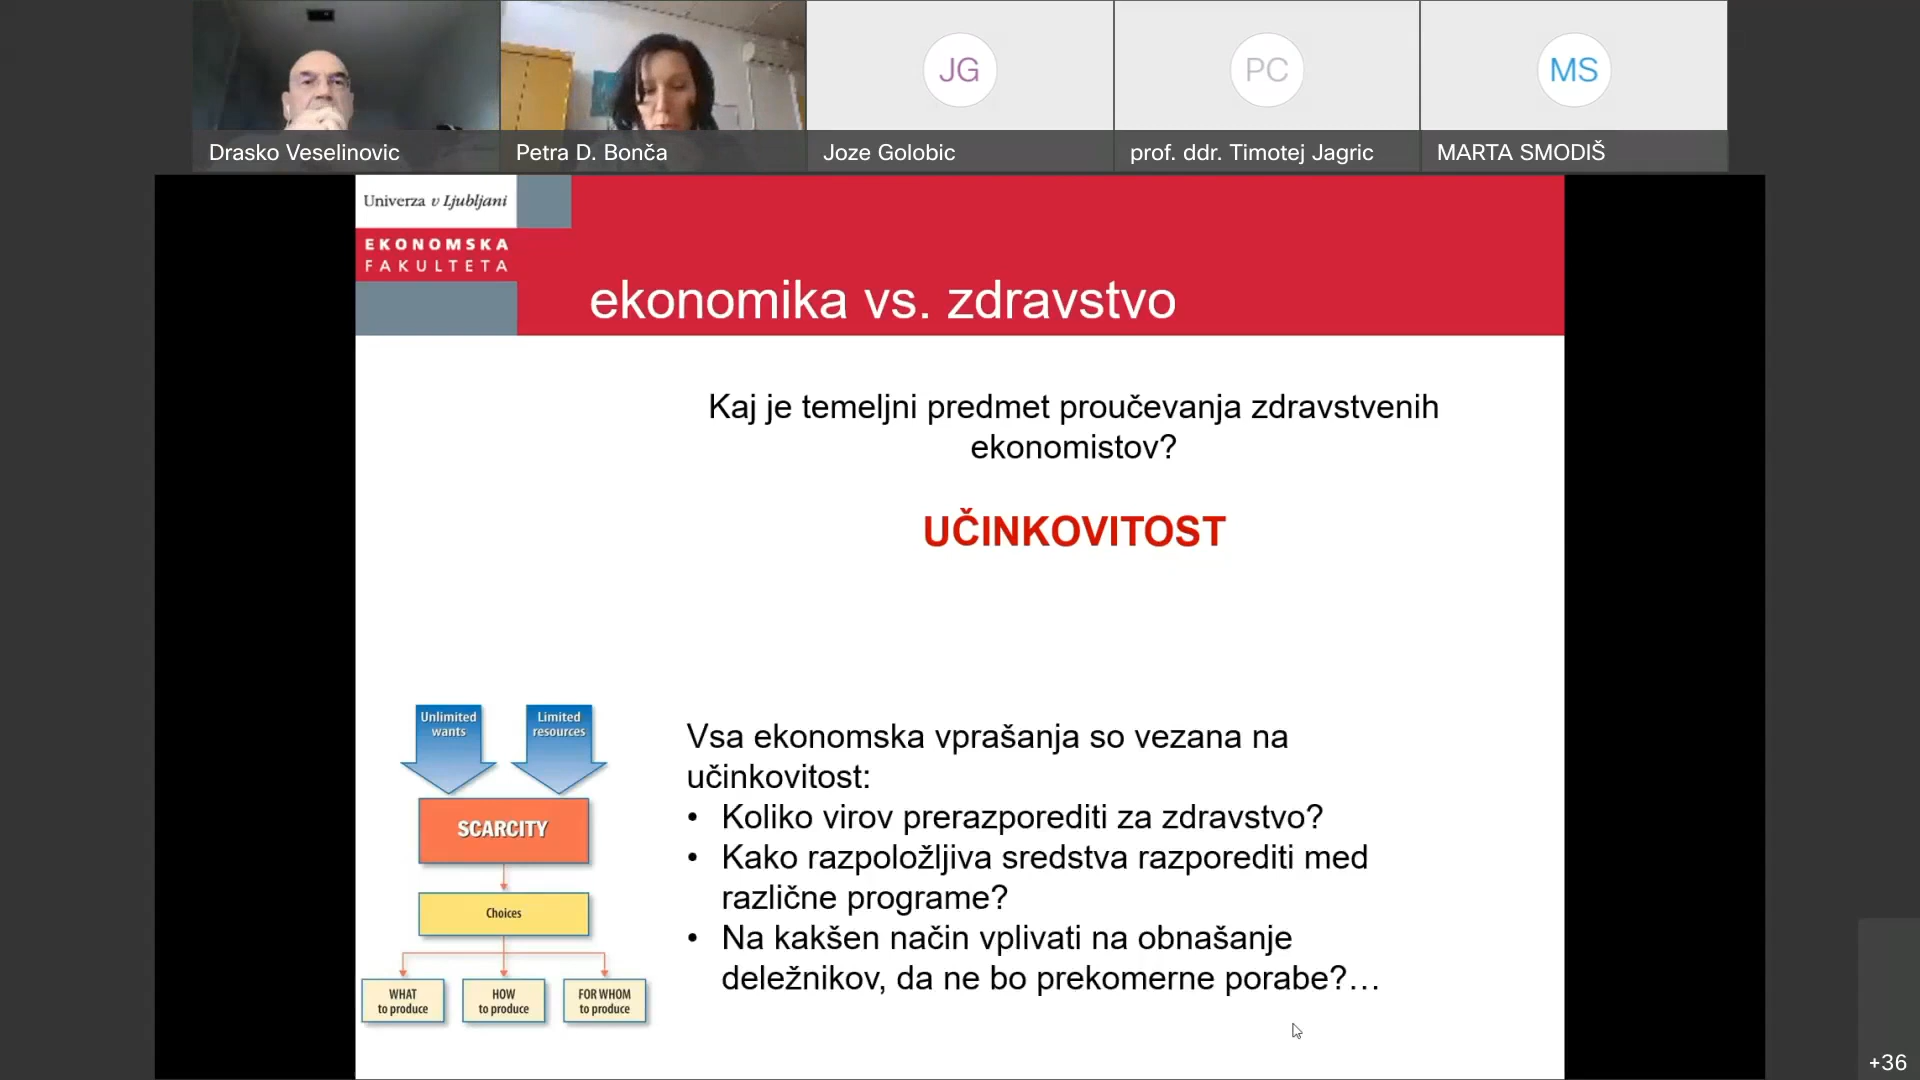 JG
PC
MS
Drasko Veselinovic
Petra D. Bonča
Joze Golobic
prof. ddr. Timotej Jagric
MARTA SMODIŠ
Univerza v Ljubljani
EKONOMSKA
FAKULTETA
ekonomika vs. zdravstvo
Kaj je temeljni predmet proučevanja zdravstvenih
ekonomistov?
UČINKOVITOST
Unlimited
wants
Limited
resources
SCARCITY
Choices
WHAT
to produce
HOW
to produce
FOR WHOM
to produce
Vsa ekonomska vprašanja so vezana na
učinkovitost:
• Koliko virov prerazporediti za zdravstvo?
• Kako razpoložljiva sredstva razporediti med
različne programe?
• Na kakšen način vplivati na obnašanje
deležnikov, da ne bo prekomerne porabe?…
+36